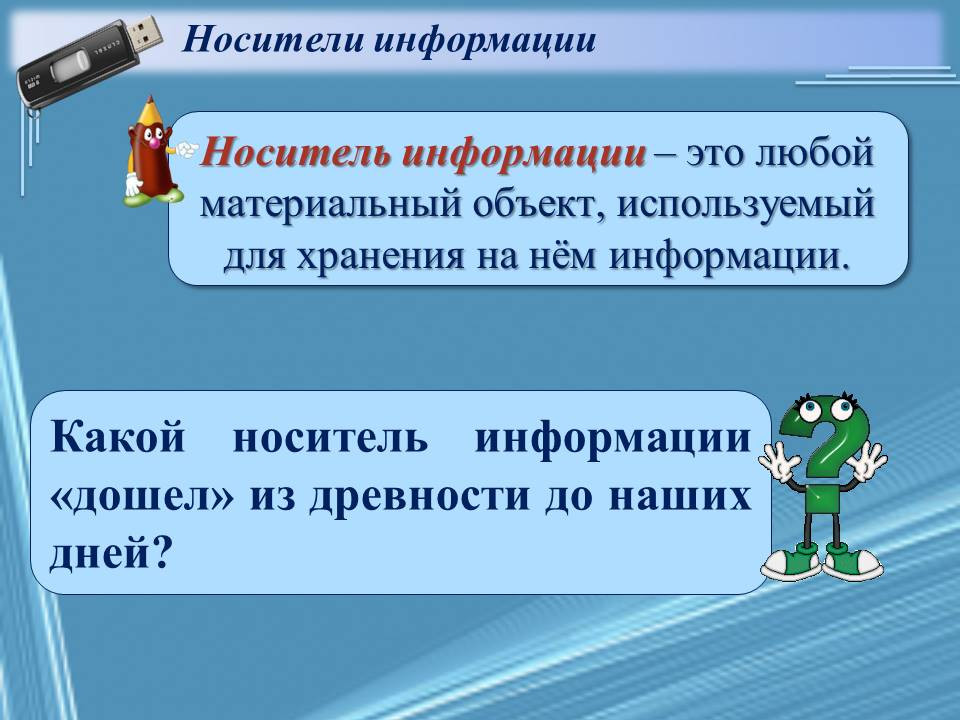 Носители информации
Носитель информации – это любой
материальный объект, используемый
для хранения на нём информации.
Какой носитель информации
«дошел» из древности до наших
дней?